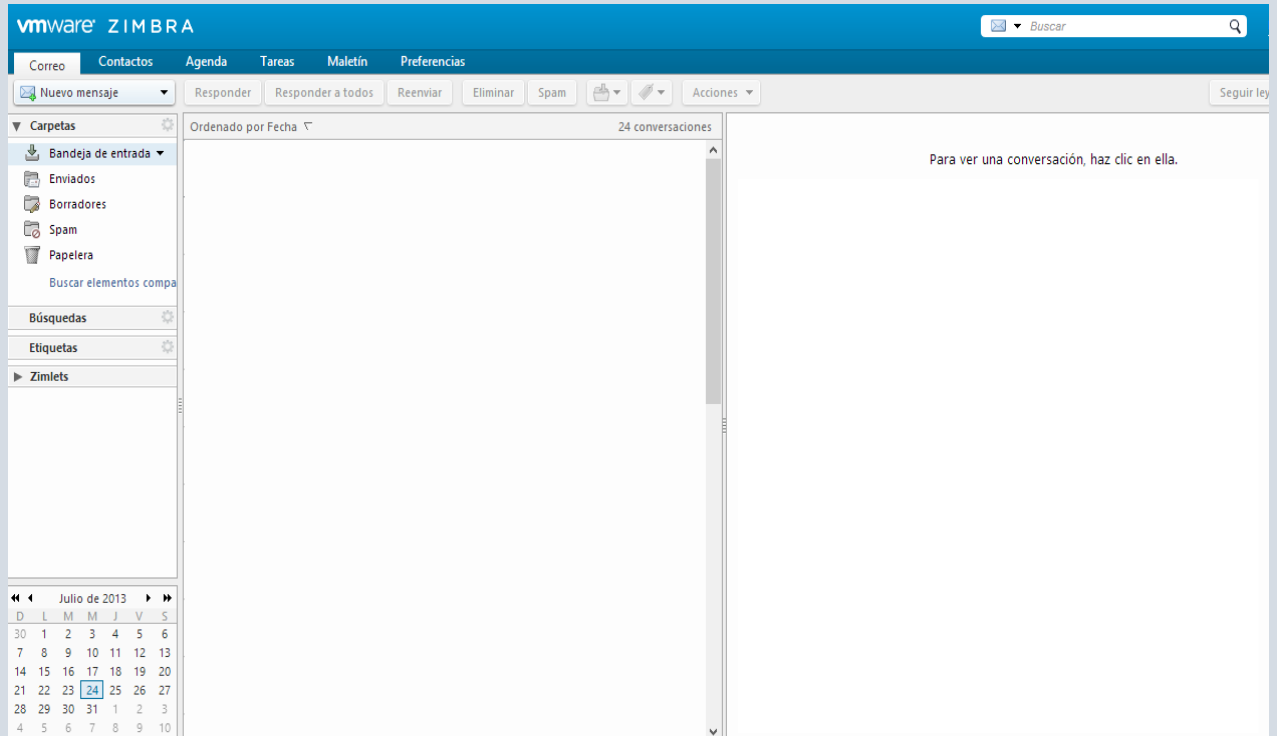 vmware ZIMBRA
Buscar
Correo Contactos Agenda Tareas Maletín Preferencias
Nuevo mensaje Responder Responder a todos Reenviar Eliminar Spam Acciones Seguir ley
Carpetas
Ordenado por Fecha 24 conversaciones
Para ver una conversación, haz clic en ella.
Bandeja de entrada
Enviados
Borradores
Spam
Papelera
Buscar elementos compa
Búsquedas
Etiquetas
Zimlets
Julio de 2013
D L M M J V S
30 1 2 3 4 5 6
7 8 9 10 11 12 13
14 15 16 17 18 19 20
21 22 23 24 25 26 27
28 29 30 31 1 2 3
4 5 6 7 8 9 10